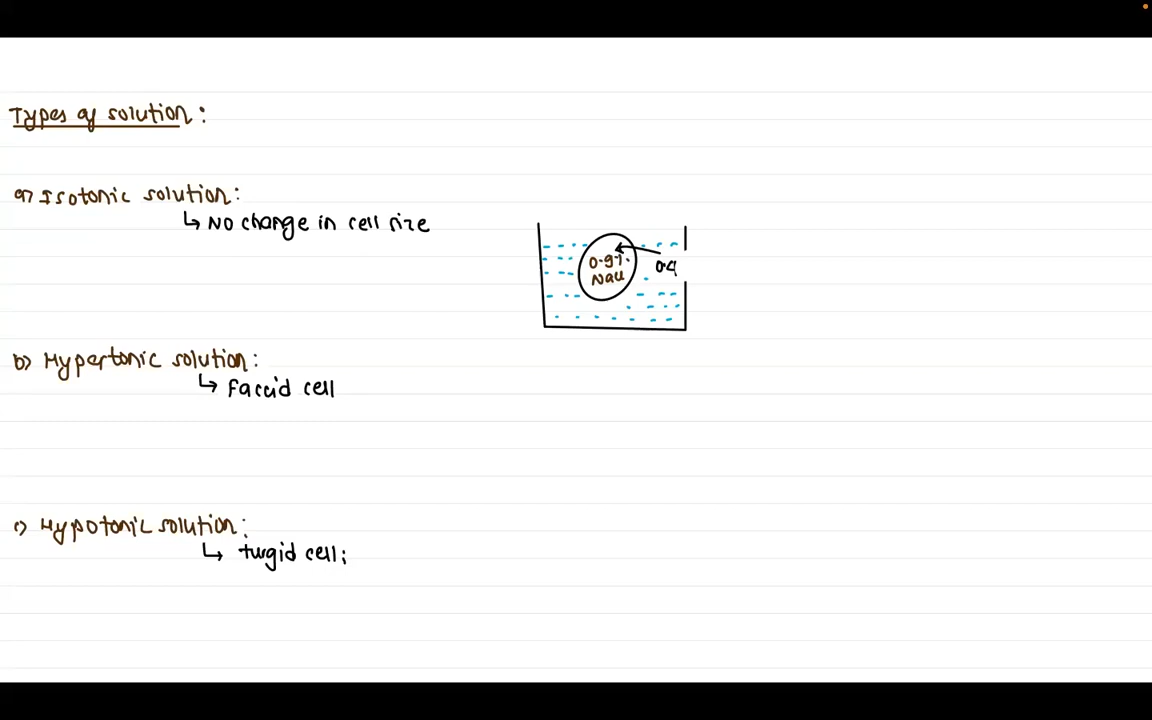 Types of solution:
a) Isotonic solution:
↳ No change in cell size
0.9%
NaCl
0.9
b) Hypertonic solution:
↳ Faccid cell
c) Hypotonic solution:
↳ turgid cell;